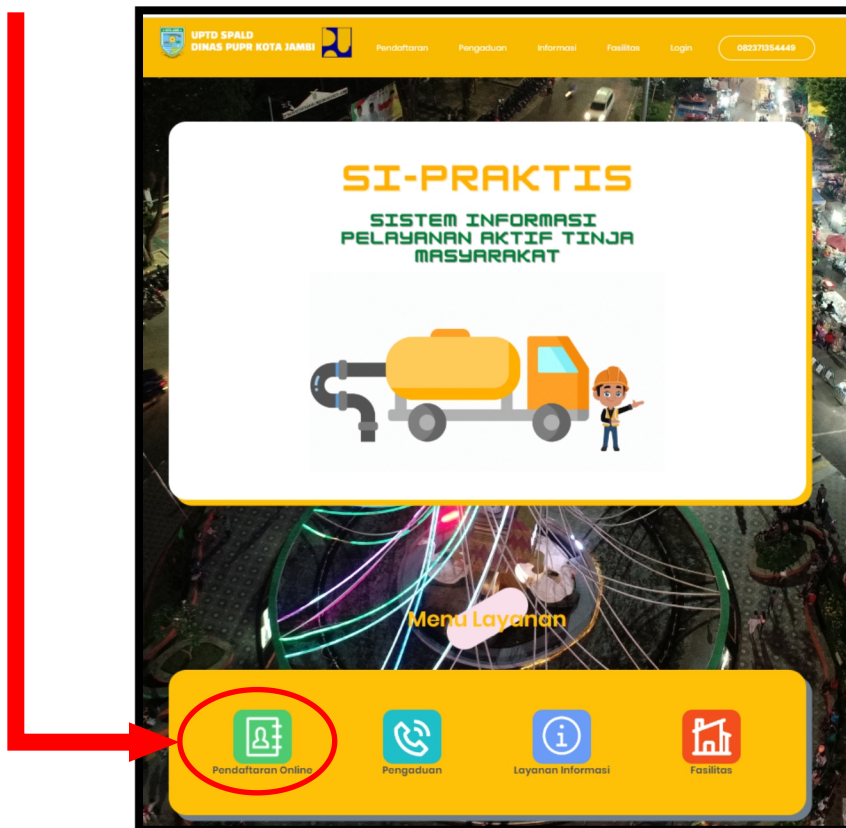 UPTD SPALD
DINAS PUPR KOTA JAMBI
Pendaftaran
Pengaduan
Informasi
Fasilitas
Login
082371354449
SI-PRAKTIS
SISTEM INFORMASI
PELAYANAN AKTIF TINJA
MASYARAKAT
Menu Layanan
Pendaftaran Online
Pengaduan
Layanan Informasi
Fasilitas